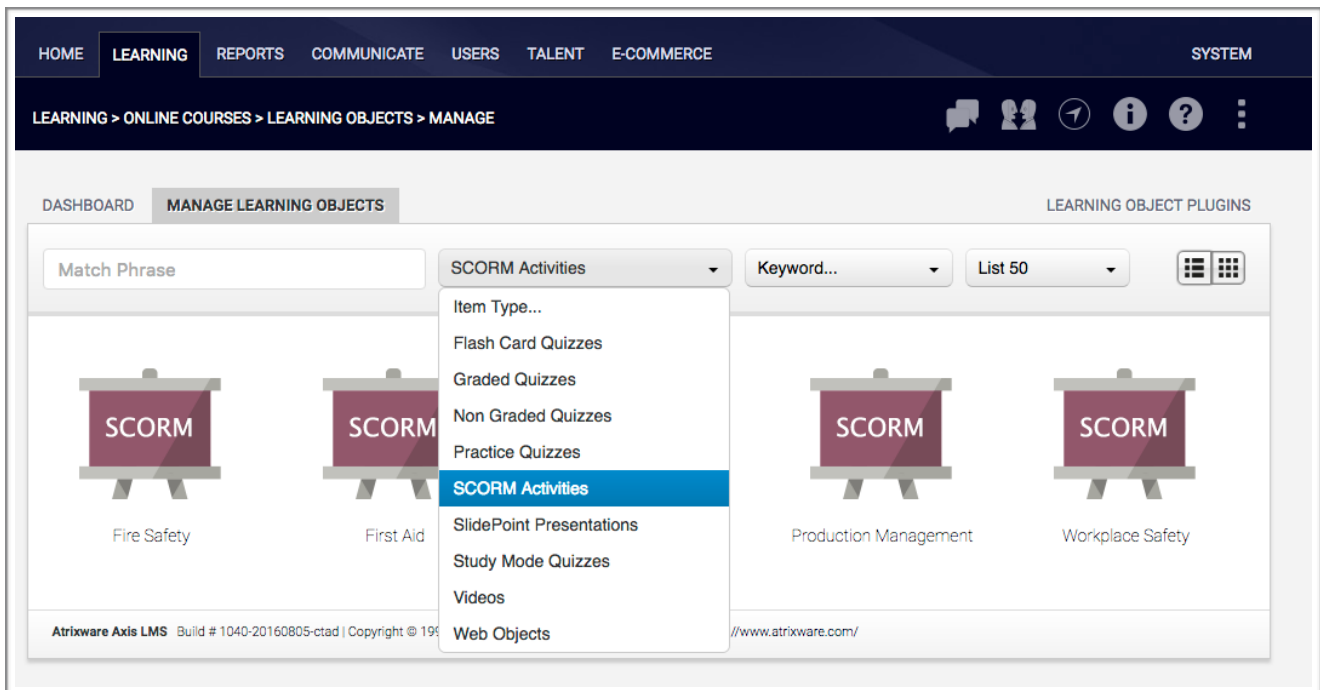 HOME LEARNING REPORTS COMMUNICATE USERS TALENT E-COMMERCE SYSTEM
LEARNING > ONLINE COURSES > LEARNING OBJECTS > MANAGE
DASHBOARD MANAGE LEARNING OBJECTS LEARNING OBJECT PLUGINS
Match Phrase SCORM Activities Keyword... List 50
Item Type...
Flash Card Quizzes
Graded Quizzes
Non Graded Quizzes
Practice Quizzes
SCORM Activities
SlidePoint Presentations
Study Mode Quizzes
Videos
Web Objects
SCORM SCORM SCORM SCORM
Fire Safety First Aid Production Management Workplace Safety
Atrixware Axis LMS Build # 1040-20160805-ctad | Copyright © 199 //www.atrixware.com/